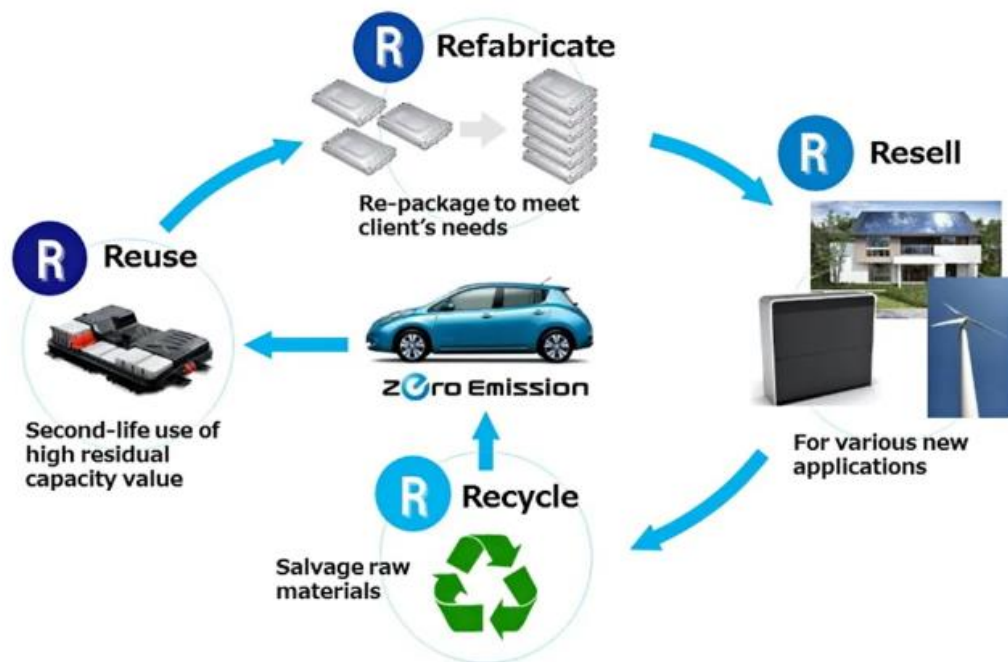 R Refabricate
Re-package to meet
client's needs
R Resell
For various new
applications
R Reuse
Second-life use of
high residual
capacity value
zero Emission
R Recycle
Salvage raw
materials